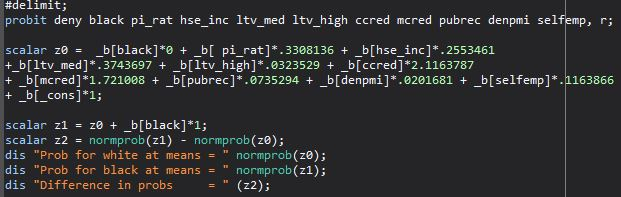 #delimit;
probit deny black pi_rat hse_inc ltv_med ltv_high ccred mcred pubrec denpmi selfemp, r;
scalar z0 =  _b[black]*0 + _b[ pi_rat]*.3308136 + _b[hse_inc]*.2553461
+_b[ltv_med]*.3743697 + _b[ltv_high]*.0323529 + _b[ccred]*2.1163787
+ _b[mcred]*1.721008 + _b[pubrec]*.0735294 + _b[denpmi]*.0201681 + _b[selfemp]*.1163866
+ _b[_cons]*1;
scalar z1 = z0 + _b[black]*1;
scalar z2 = normprob(z1) - normprob(z0);
dis "Prob for white at means = " normprob(z0);
dis "Prob for black at means = " normprob(z1);
dis "Difference in probs     = " (z2);